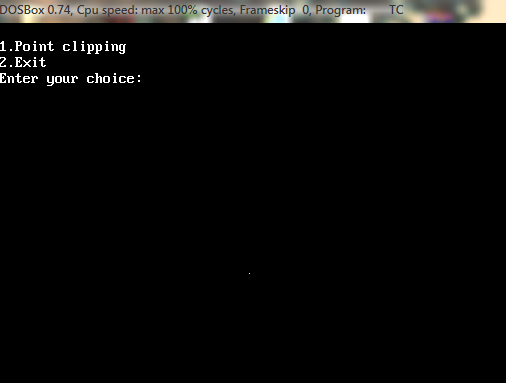 DOSBox 0.74, Cpu speed: max 100% cycles, Frameskip 0, Program: TC
1.Point clipping
2.Exit
Enter your choice: